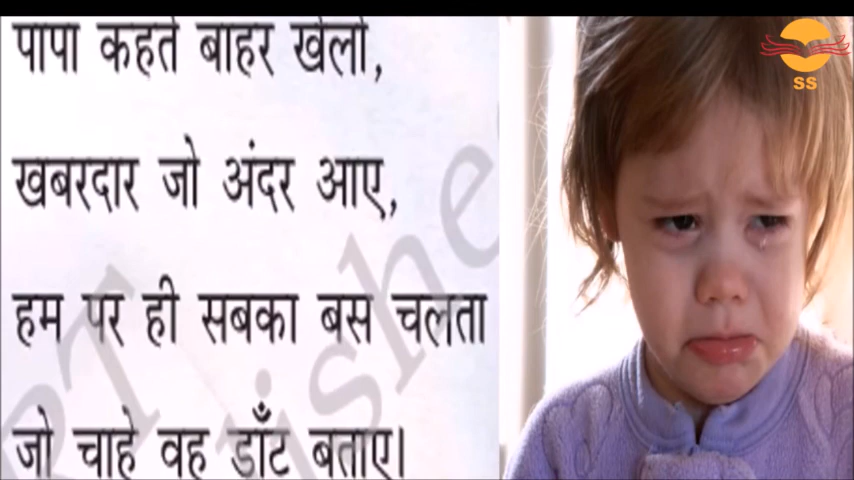 पापा कहते बाहर खेलो,
खबरदार जो अंदर आए,
हम पर ही सबका बस चलता
जो चाहे वह डाँट बताए।
SS